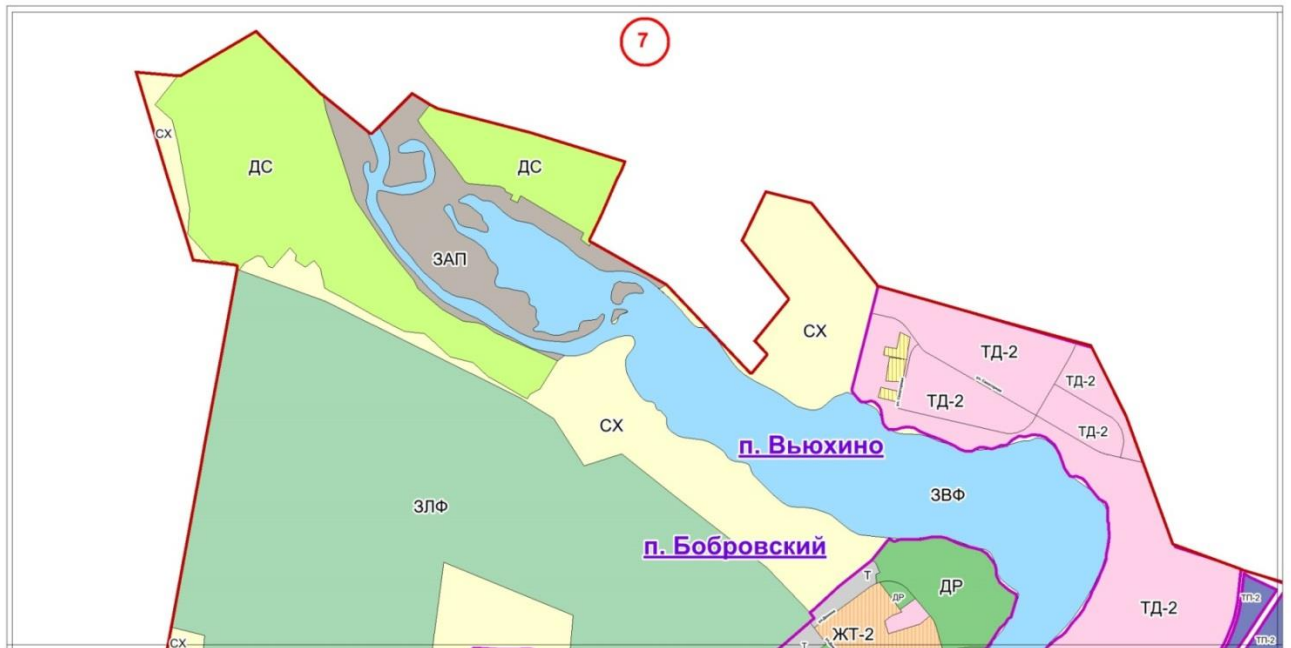 7
СХ
ДС
ДС
ЗАП
СХ
ТД-2
ТД-2
ТД-2
ТД-2
СХ
п. Вьюхино
ЗВФ
ЗЛФ
п. Бобровский
Т
ДР
ДР
ТП-2
ТД-2
ЖТ-2
СХ
Т
ТП-2